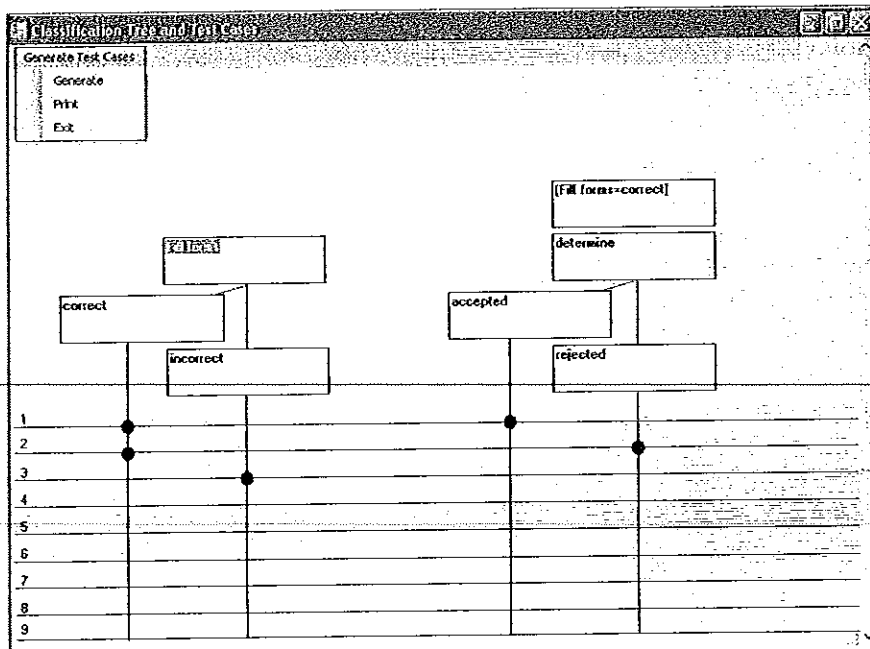 Classification Tree and Test Cases
Generate Test Cases
Generate
Print
Exit
[Fill forms=correct]
determine
correct
accepted
incorrect
rejected
1
2
3
4
5
6
7
8
9